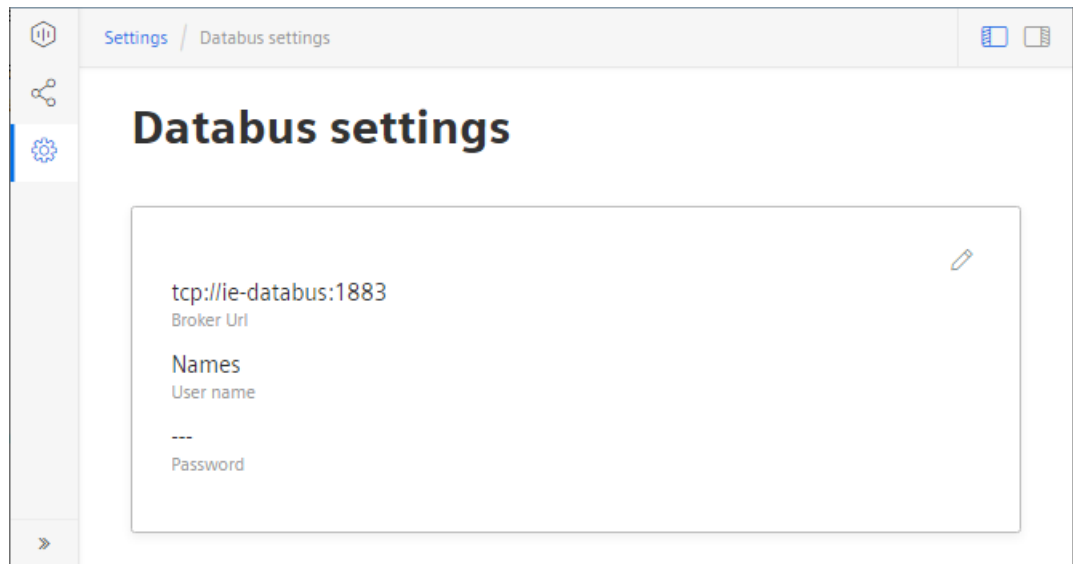 Settings / Databus settings
Databus settings
tcp://ie-databus:1883
Broker Url
Names
User name
---
Password